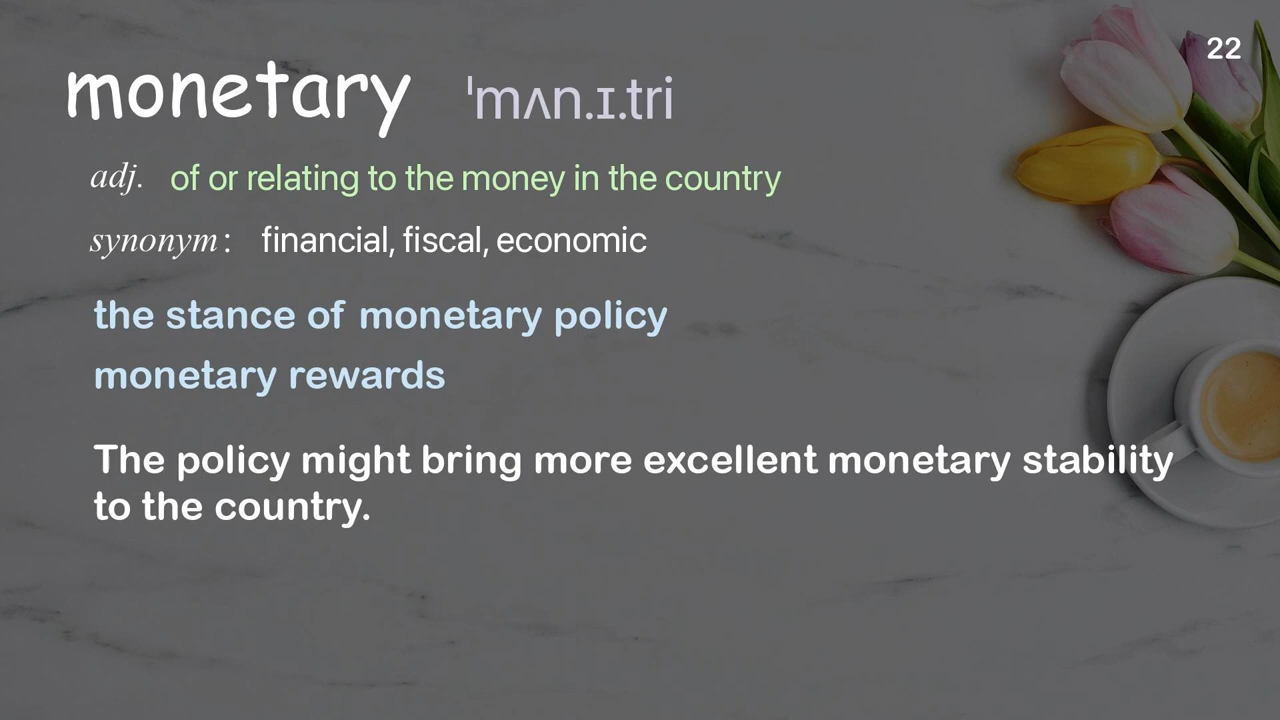 22
monetary ˈmʌn.ɪ.tri
adj. of or relating to the money in the country
synonym: financial, fiscal, economic
the stance of monetary policy
monetary rewards
The policy might bring more excellent monetary stability
to the country.